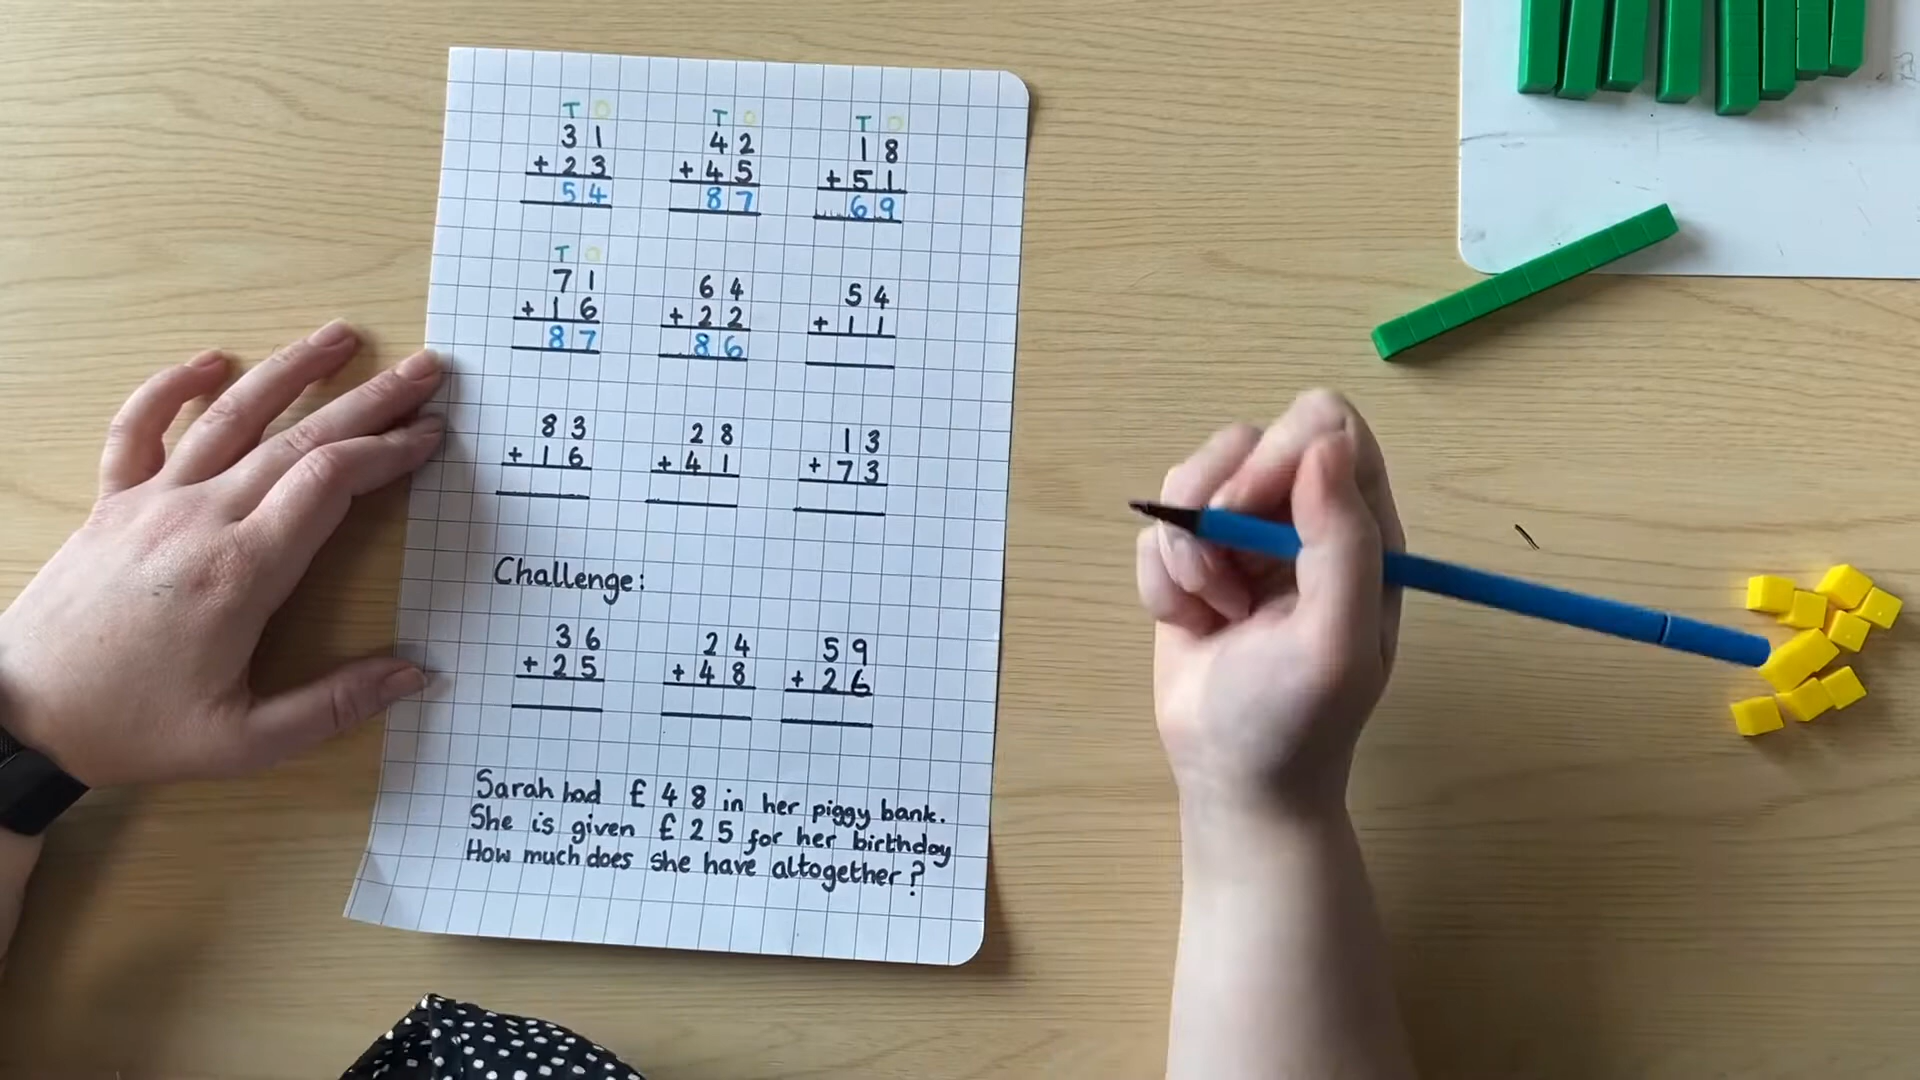 T O T O T O
31 42 18
+23 +45 +51
54 87 69
T O
71 64 54
+16 +22 +11
87 86
83 28 13
+16 +41 +73
Challenge:
36 24 59
+25 +48 +26
Sarah had £48 in her piggy bank.
She is given £25 for her birthday
How much does she have altogether?